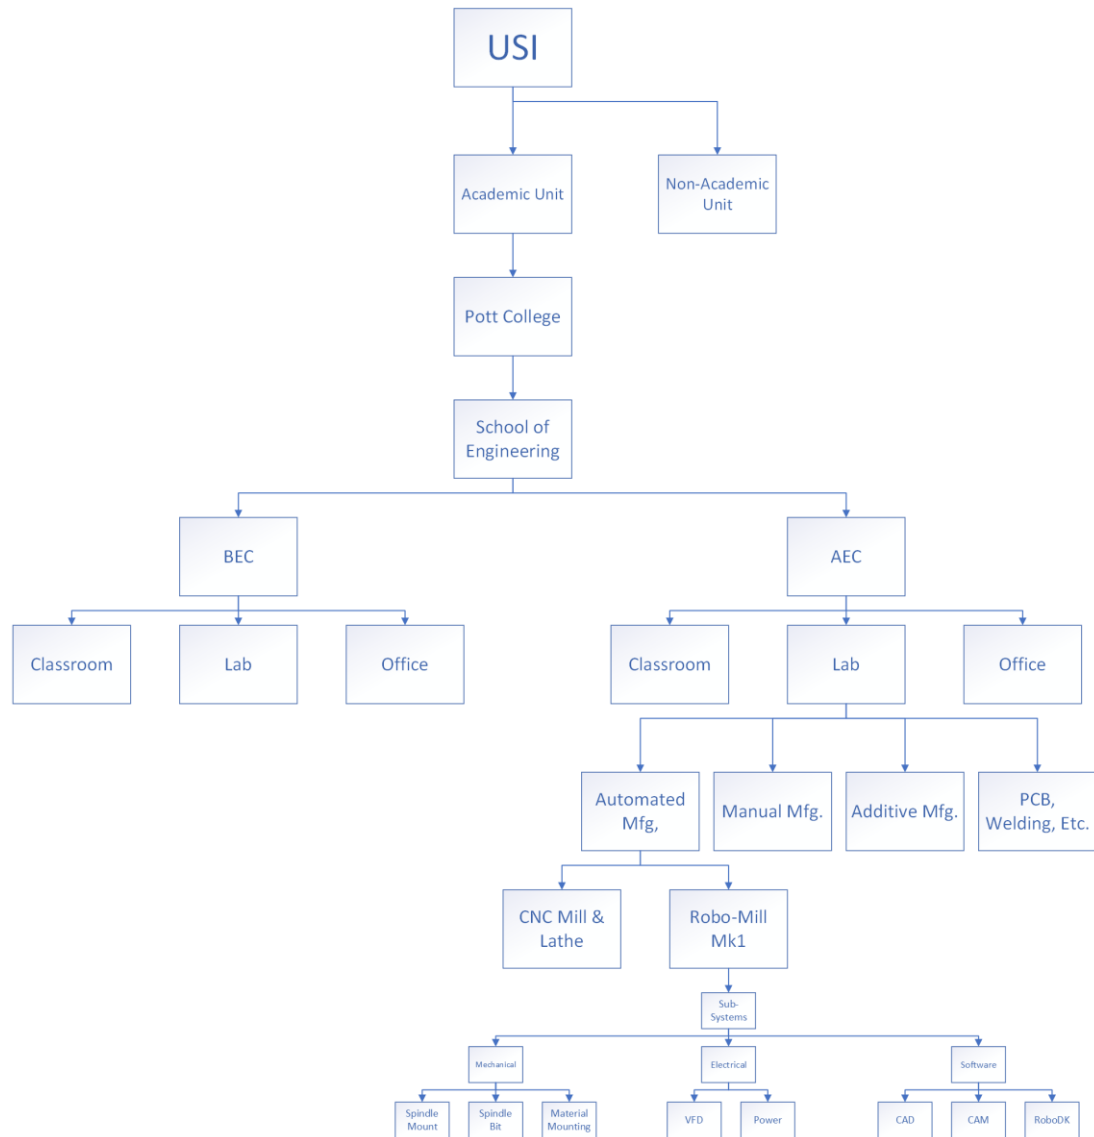 USI
Academic Unit
Non-Academic
Unit
Pott College
School of
Engineering
BEC
AEC
Classroom
Lab
Office
Classroom
Lab
Office
Automated
Mfg,
Manual Mfg.
Additive Mfg.
PCB,
Welding, Etc.
CNC Mill &
Lathe
Robo-Mill
Mk1
Sub-
Systems
Mechanical
Electrical
Software
Spindle
Mount
Spindle
Bit
Material
Mounting
VFD
Power
CAD
CAM
RoboDK